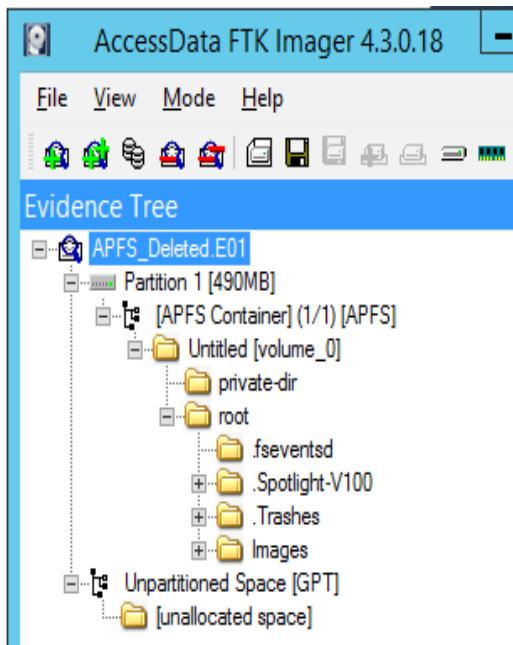 AccessData FTK Imager 4.3.0.18
File View Mode Help
Evidence Tree
APFS_Deleted.E01
Partition 1 [490MB]
[APFS Container] (1/1) [APFS]
Untitled [volume_0]
private-dir
root
.fseventsd
.Spotlight-V100
.Trashes
Images
Unpartitioned Space [GPT]
[unallocated space]